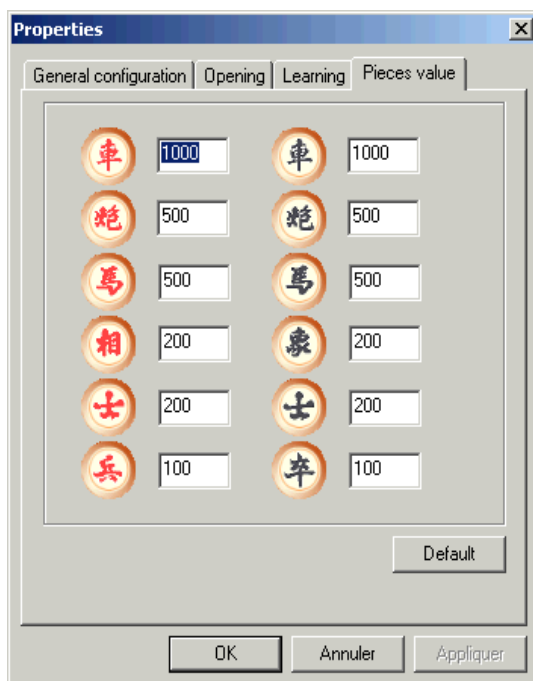 Properties
General configuration Opening Learning Pieces value
車 1000 車 1000
炮 500 炮 500
馬 500 馬 500
相 200 象 200
士 200 士 200
兵 100 卒 100
Default
OK Annuler Appliquer